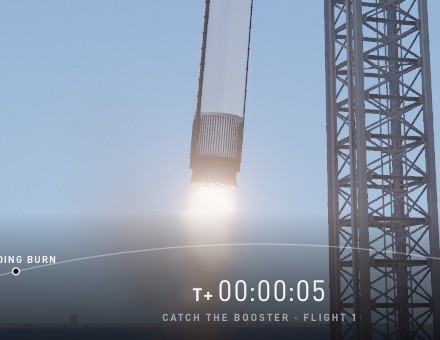 DING BURN
T+ 00:00:05
CATCH THE BOOSTER · FLIGHT 1